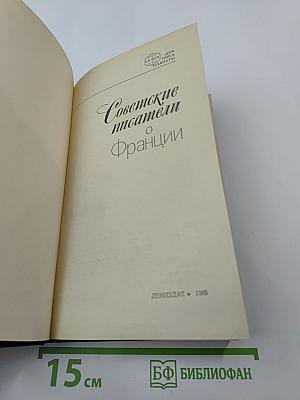 Советские
писатели
о
Франции
ЛЕНИЗДАТ • 1985
15 см
БФ БИБЛИОФАН